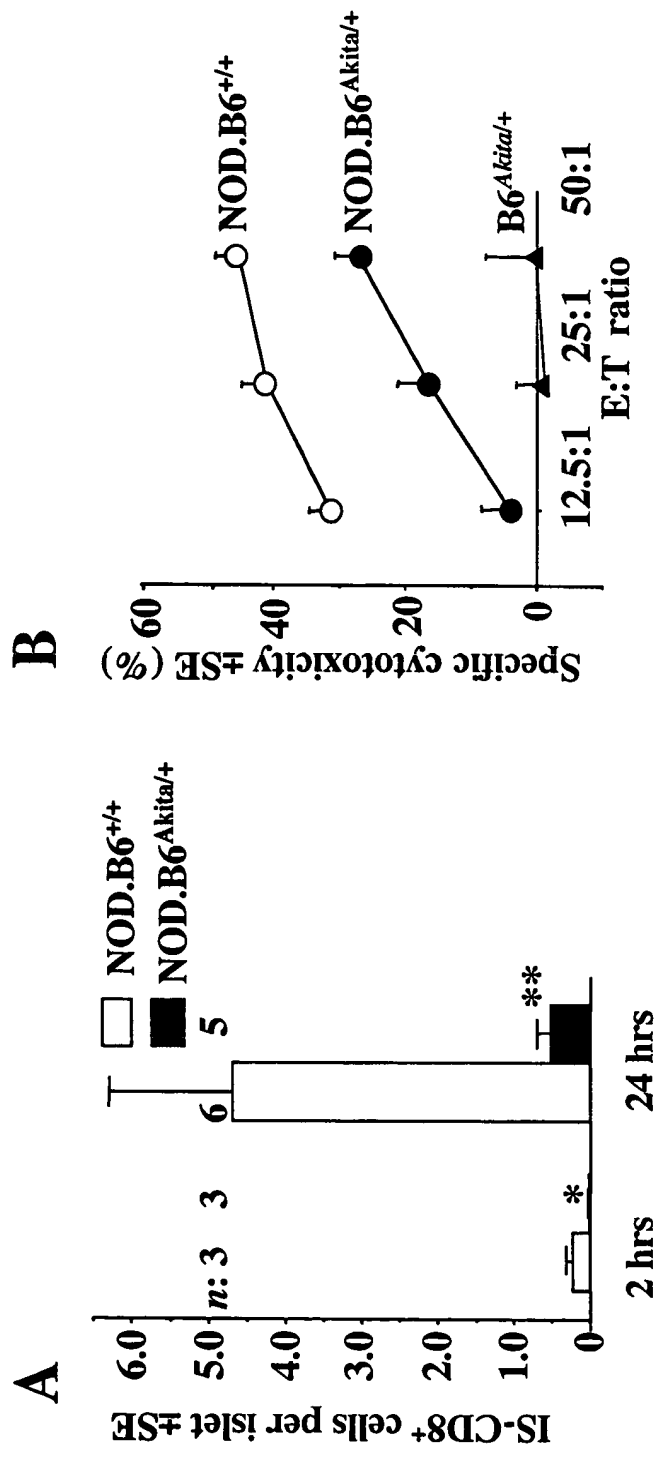 A
IS-CD8⁺ cells per islet ±SE
6.0
5.0
4.0
3.0
2.0
1.0
0
NOD.B6⁺/⁺
NOD.B6ᴬᵏⁱᵗᵃ/⁺
n: 3 3 6 5
*
**
2 hrs 24 hrs
B
Specific cytotoxicity ±SE (%)
60
40
20
0
NOD.B6⁺/⁺
NOD.B6ᴬᵏⁱᵗᵃ/⁺
B6ᴬᵏⁱᵗᵃ/⁺
12.5:1 25:1 50:1
E:T ratio